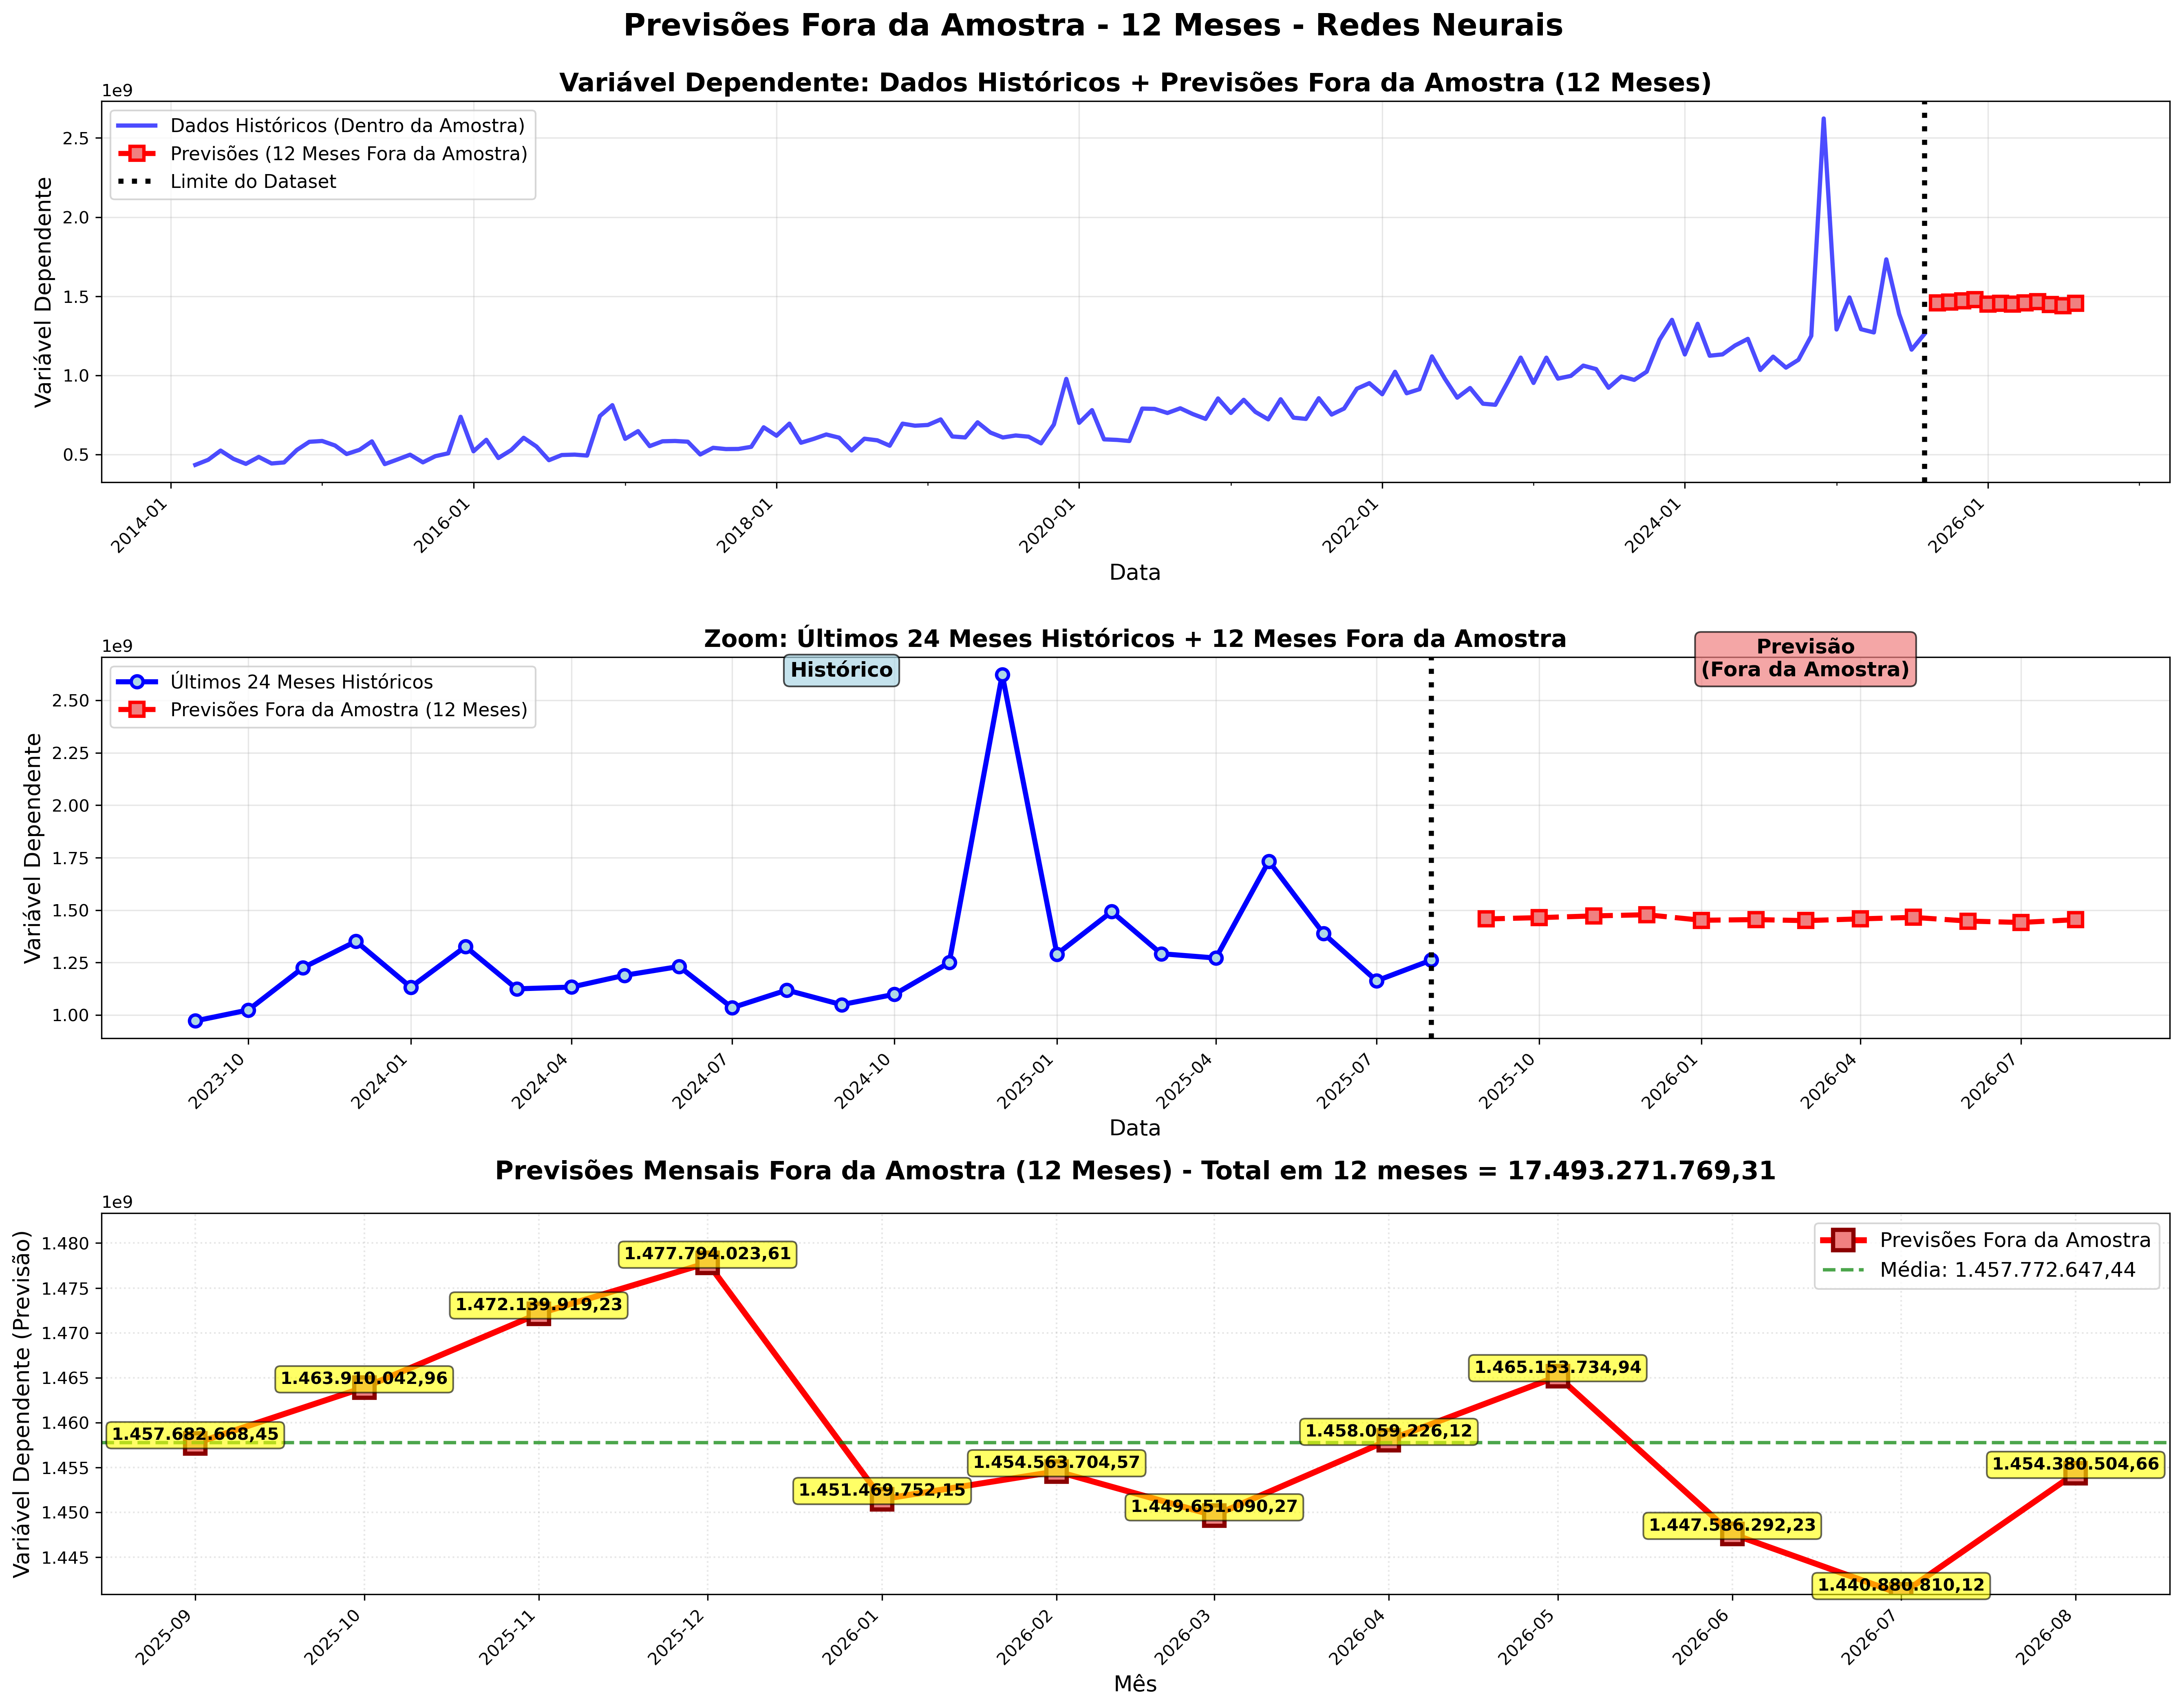 Previsões Fora da Amostra - 12 Meses - Redes Neurais
Variável Dependente: Dados Históricos + Previsões Fora da Amostra (12 Meses)
1e9
Dados Históricos (Dentro da Amostra)
Previsões (12 Meses Fora da Amostra)
Limite do Dataset
Variável Dependente
2.5
2.0
1.5
1.0
0.5
2014-01
2016-01
2018-01
2020-01
2022-01
2024-01
2026-01
Data
Zoom: Últimos 24 Meses Históricos + 12 Meses Fora da Amostra
1e9
Últimos 24 Meses Históricos
Previsões Fora da Amostra (12 Meses)
Histórico
Previsão
(Fora da Amostra)
Variável Dependente
2.50
2.25
2.00
1.75
1.50
1.25
1.00
2023-10
2024-01
2024-04
2024-07
2024-10
2025-01
2025-04
2025-07
2025-10
2026-01
2026-04
2026-07
Data
Previsões Mensais Fora da Amostra (12 Meses) - Total em 12 meses = 17.493.271.769,31
1e9
Previsões Fora da Amostra
Média: 1.457.772.647,44
Variável Dependente (Previsão)
1.480
1.475
1.470
1.465
1.460
1.455
1.450
1.445
1.457.682.668,45
1.463.910.042,96
1.472.139.919,23
1.477.794.023,61
1.451.469.752,15
1.454.563.704,57
1.449.651.090,27
1.458.059.226,12
1.465.153.734,94
1.447.586.292,23
1.440.880.810,12
1.454.380.504,66
2025-09
2025-10
2025-11
2025-12
2026-01
2026-02
2026-03
2026-04
2026-05
2026-06
2026-07
2026-08
Mês